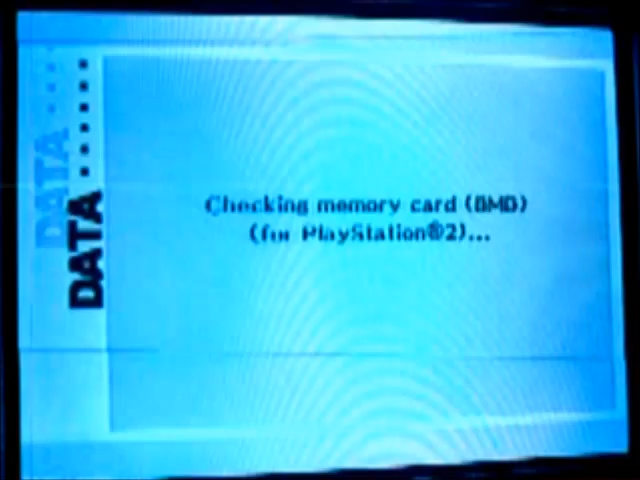 DATA......
DATA......
Checking memory card (8MB)
(for PlayStation®2)...